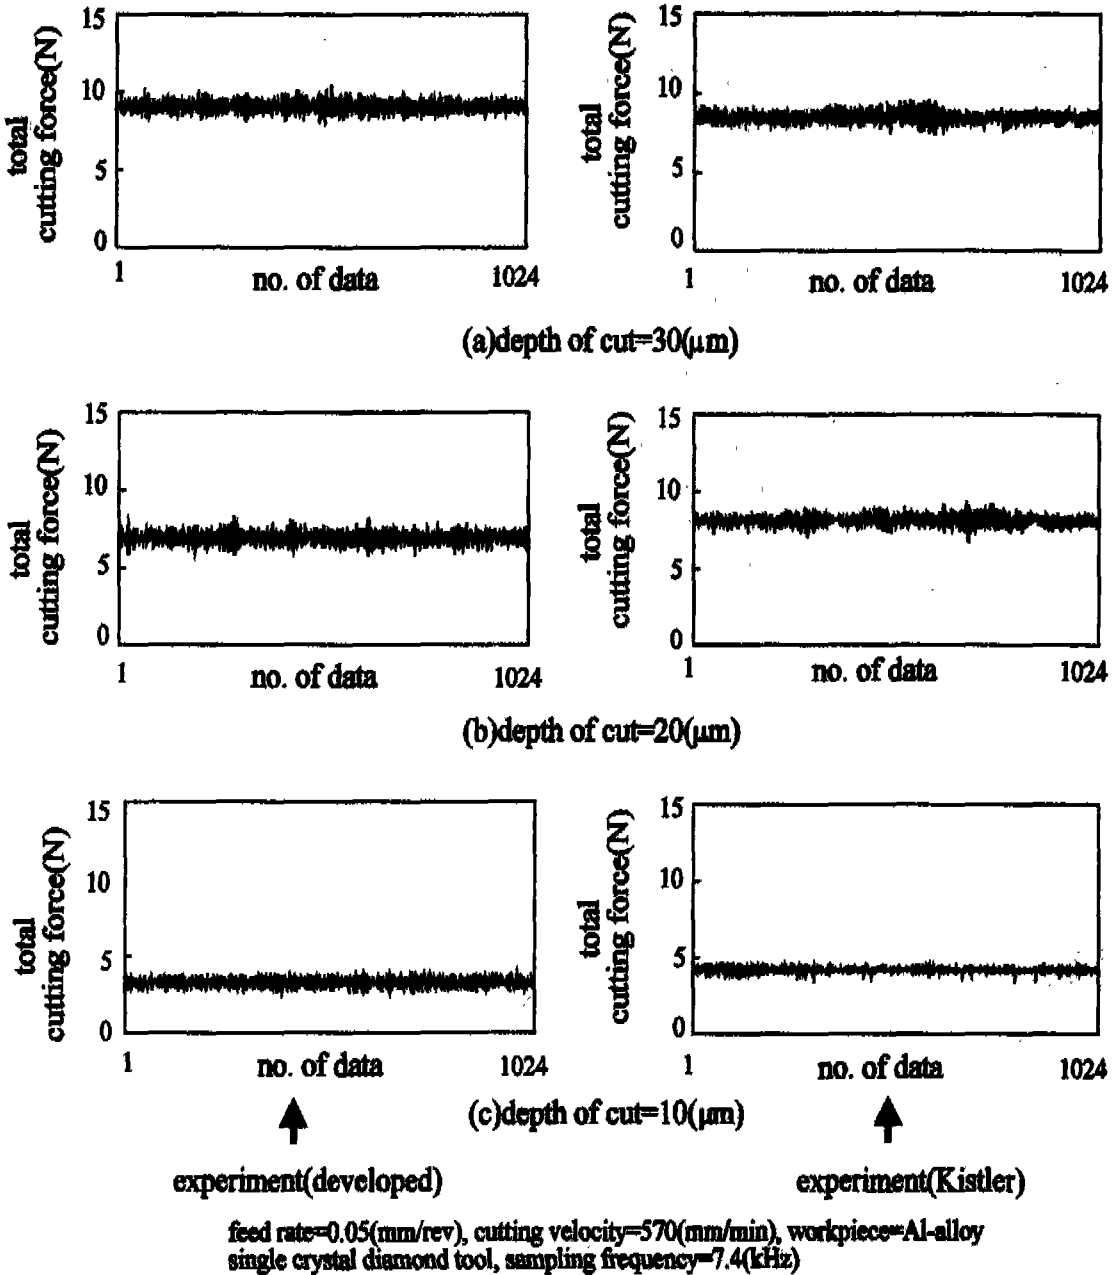 15
10
5
0
total
cutting force(N)
1
no. of data
1024
15
10
5
0
total
cutting force(N)
1
no. of data
1024
(a)depth of cut=30(μm)
15
10
5
0
total
cutting force(N)
1
no. of data
1024
15
10
5
0
total
cutting force(N)
1
no. of data
1024
(b)depth of cut=20(μm)
15
10
5
0
total
cutting force(N)
1
no. of data
1024
15
10
5
0
total
cutting force(N)
1
no. of data
1024
(c)depth of cut=10(μm)
experiment(developed)
experiment(Kistler)
feed rate=0.05(mm/rev), cutting velocity=570(mm/min), workpiece=Al-alloy
single crystal diamond tool, sampling frequency=7.4(kHz)